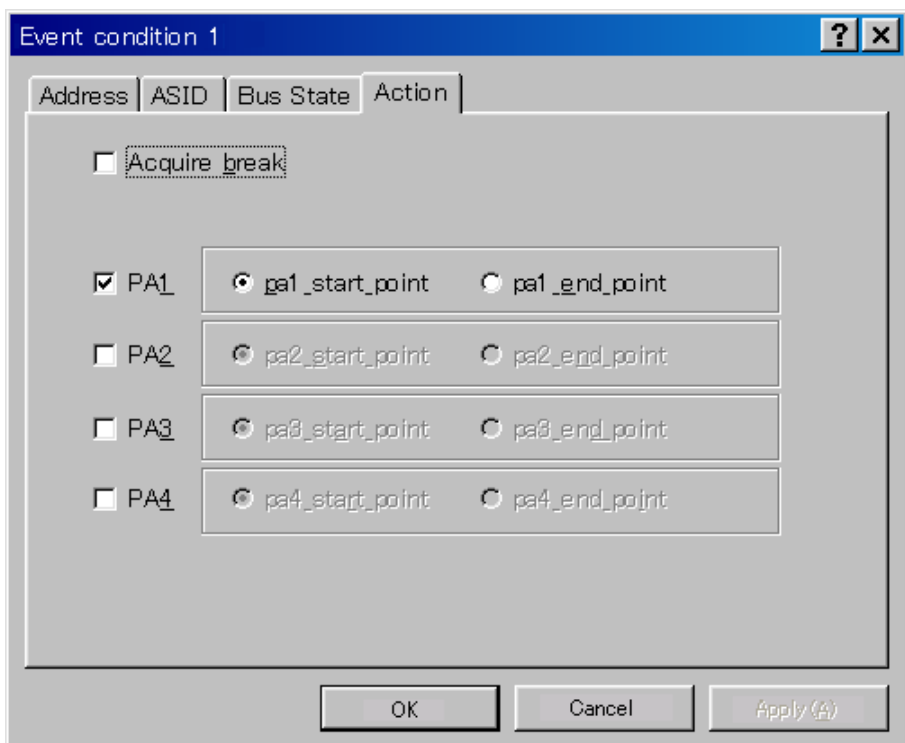 Event condition 1
Address ASID Bus State Action
Acquire break
PA1 pa1_start_point pa1_end_point
PA2 pa2_start_point pa2_end_point
PA3 pa3_start_point pa3_end_point
PA4 pa4_start_point pa4_end_point
OK Cancel Apply(A)